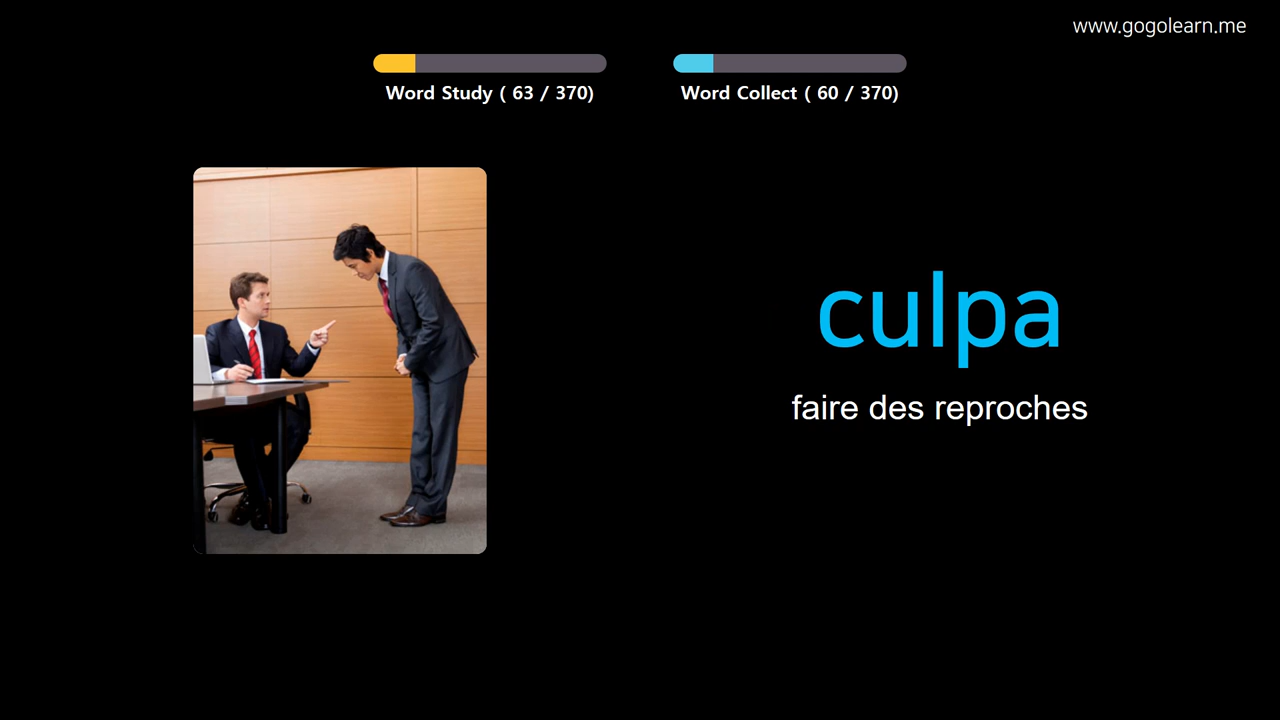 www.gogolearn.me
Word Study ( 63 / 370)
Word Collect ( 60 / 370)
culpa
faire des reproches